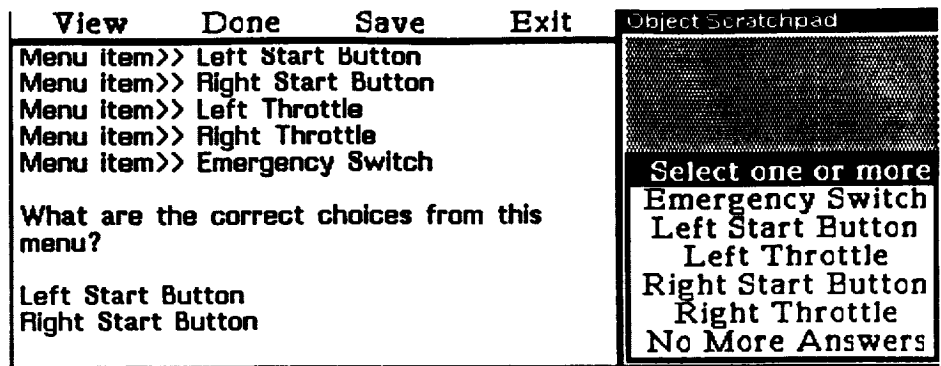 View Done Save Exit
Menu item>> Left Start Button
Menu item>> Right Start Button
Menu item>> Left Throttle
Menu item>> Right Throttle
Menu item>> Emergency Switch
What are the correct choices from this
menu?
Left Start Button
Right Start Button
Object Scratchpad
Select one or more
Emergency Switch
Left Start Button
Left Throttle
Right Start Button
Right Throttle
No More Answers